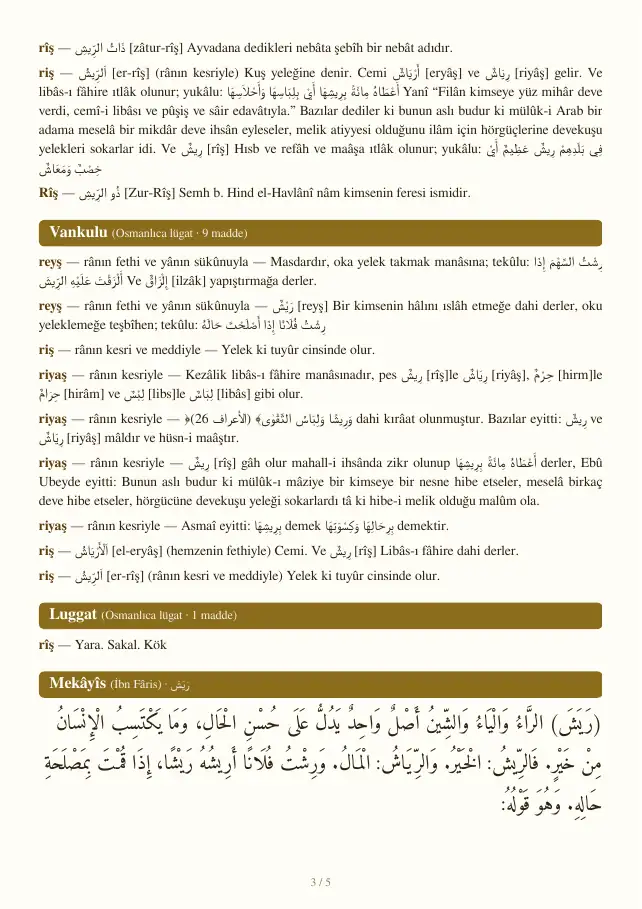 rîş — ذَاتُ الرِّيشِ [zâtur-rîş] Ayvadana dedikleri nebâta şebîh bir nebât adıdır.
riş — اَلرِّيشُ [er-rîş] (rânın kesriyle) Kuş yeleğine denir. Cemi أَرْيَاشٌ [eryâş] ve رِيَاشٌ [riyâş] gelir. Ve
libâs-ı fâhire ıtlâk olunur; yukâlu: أَعْطَاهُ مِائَةً بِرِيشِهَا أَيْ بِلِبَاسِهَا وَأَحْلَاسِهَا Yanî “Filân kimseye yüz mihâr deve
verdi, cemî-i libâsı ve pûşiş ve sâir edavâtıyla.” Bazılar dediler ki bunun aslı budur ki mülûk-i Arab bir
adama meselâ bir mikdâr deve ihsân eyleseler, melik atiyyesi olduğunu ilâm için hörgüçlerine devekuşu
yelekleri sokarlar idi. Ve رِيشٌ [rîş] Hısb ve refâh ve maâşa ıtlâk olunur; yukâlu: فِي بَلَدِهِمْ رِيشٌ عَظِيمٌ أَيْ
خِصْبٌ وَمَعَاشٌ
Rîş — ذُو الرِّيشِ [Zur-Rîş] Semh b. Hind el-Havlânî nâm kimsenin feresi ismidir.
Vankulu (Osmanlıca lügat · 9 madde)
reyş — rânın fethi ve yânın sükûnuyla — Masdardır, oka yelek takmak manâsına; tekûlu: رِشْتُ السَّهْمَ إِذَا
أَلْزَقْتَ عَلَيْهِ الرِّيشَ Ve إِلْزَاقٌ [ilzâk] yapıştırmağa derler.
reyş — rânın fethi ve yânın sükûnuyla — رَيْشٌ [reyş] Bir kimsenin hâlını ıslâh etmeğe dahi derler, oku
yeleklemeğe teşbîhen; tekûlu: رِشْتُ فُلَانًا إِذَا أَصْلَحْتَ حَالَهُ
riş — rânın kesri ve meddiyle — Yelek ki tuyûr cinsinde olur.
riyaş — rânın kesriyle — Kezâlik libâs-ı fâhire manâsınadır, pes رِيشٌ [rîş]le رِيَاشٌ [riyâş], حِرْمٌ [hirm]le
حِرَامٌ [hirâm] ve لِبْسٌ [libs]le لِبَاسٌ [libâs] gibi olur.
riyaş — rânın kesriyle — ﴿وَرِيشًا وَلِبَاسُ التَّقْوَى﴾ (الأعراف 26) dahi kırâat olunmuştur. Bazılar eyitti: رِيشٌ ve
رِيَاشٌ [riyâş] mâldır ve hüsn-i maâştır.
riyaş — rânın kesriyle — رِيشٌ [rîş] gâh olur mahall-i ihsânda zikr olunup أَعْطَاهُ مِائَةً بِرِيشِهَا derler, Ebû
Ubeyde eyitti: Bunun aslı budur ki mülûk-ı mâziye bir kimseye bir nesne hibe etseler, meselâ birkaç
deve hibe etseler, hörgücüne devekuşu yeleği sokarlardı tâ ki hibe-i melik olduğu malûm ola.
riyaş — rânın kesriyle — Asmaî eyitti: بِرِيشِهَا demek بِرِحَالِهَا وَكِسْوَتِهَا demektir.
riş — اَلْأَرْيَاشُ [el-eryâş] (hemzenin fethiyle) Cemi. Ve رِيشٌ [rîş] Libâs-ı fâhire dahi derler.
riş — اَلرِّيشُ [er-rîş] (rânın kesri ve meddiyle) Yelek ki tuyûr cinsinde olur.
Luggat (Osmanlıca lügat · 1 madde)
rîş — Yara. Sakal. Kök
Mekâyîs (İbn Fâris) · رَيَشَ
(رَيَشَ) الرَّاءُ وَالْيَاءُ وَالشِّينُ أَصْلٌ وَاحِدٌ يَدُلُّ عَلَى حُسْنِ الْحَالِ، وَمَا يَكْتَسِبُ الْإِنْسَانُ
مِنْ خَيْرٍ. فَالرِّيشُ: الْخَيْرُ. وَالرِّيَاشُ: الْمَالُ. وَرِشْتُ فُلَانًا أَرِيشُهُ رَيْشًا، إِذَا قُمْتَ بِمَصْلَحَةِ
حَالِهِ. وَهُوَ قَوْلُهُ:
3 / 5